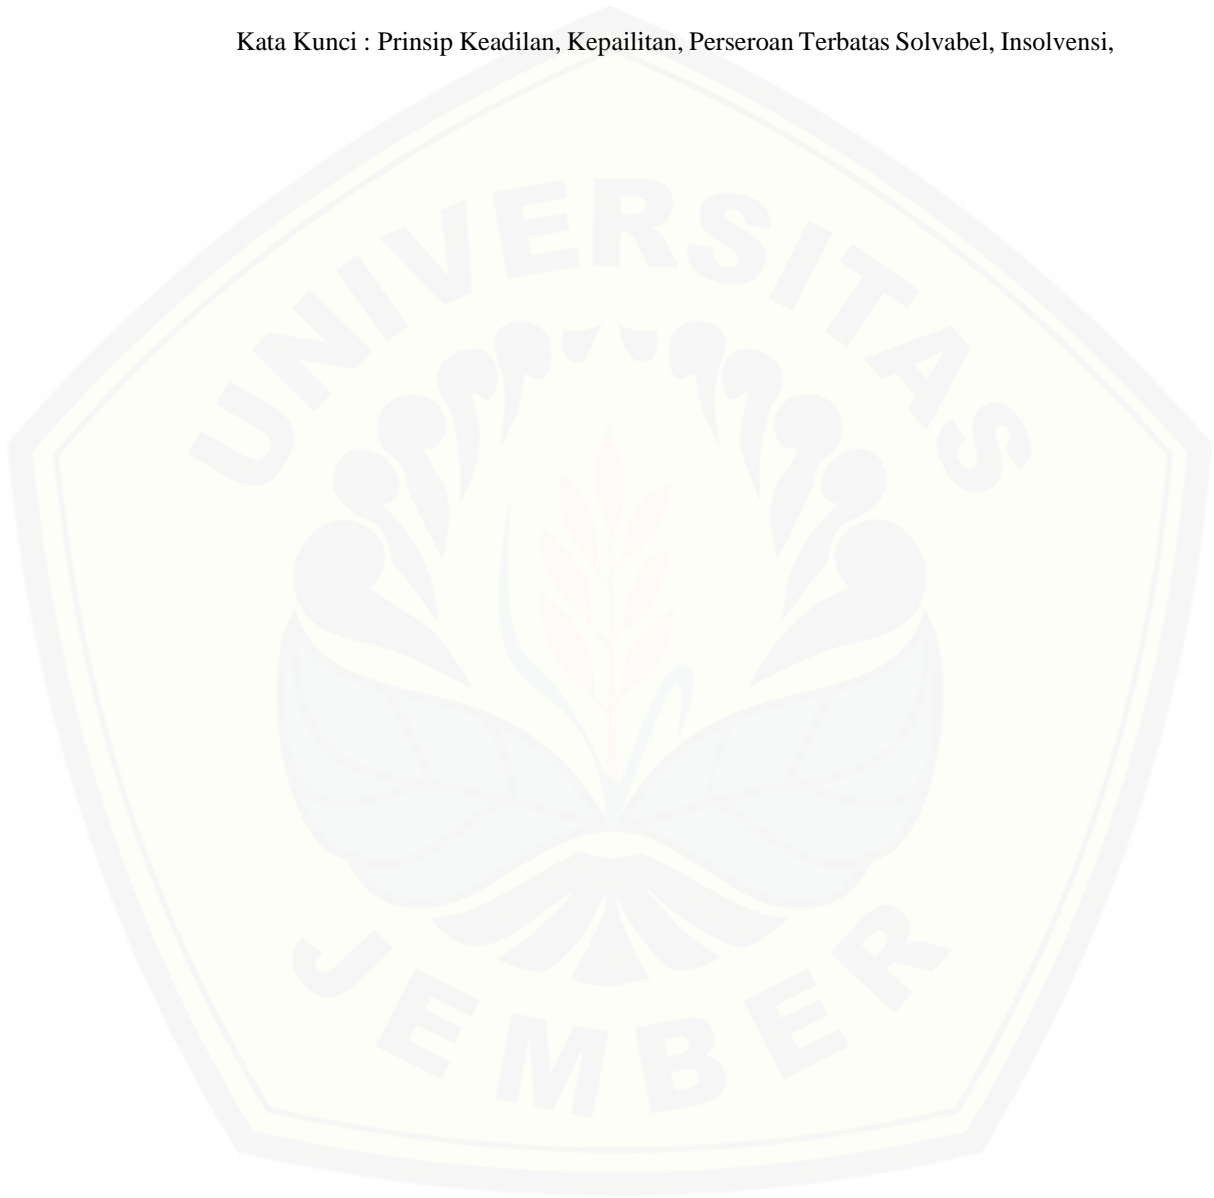 Kata Kunci : Prinsip Keadilan, Kepailitan, Perseroan Terbatas Solvabel, Insolvensi,
UNIVERSITAS
JEMBER